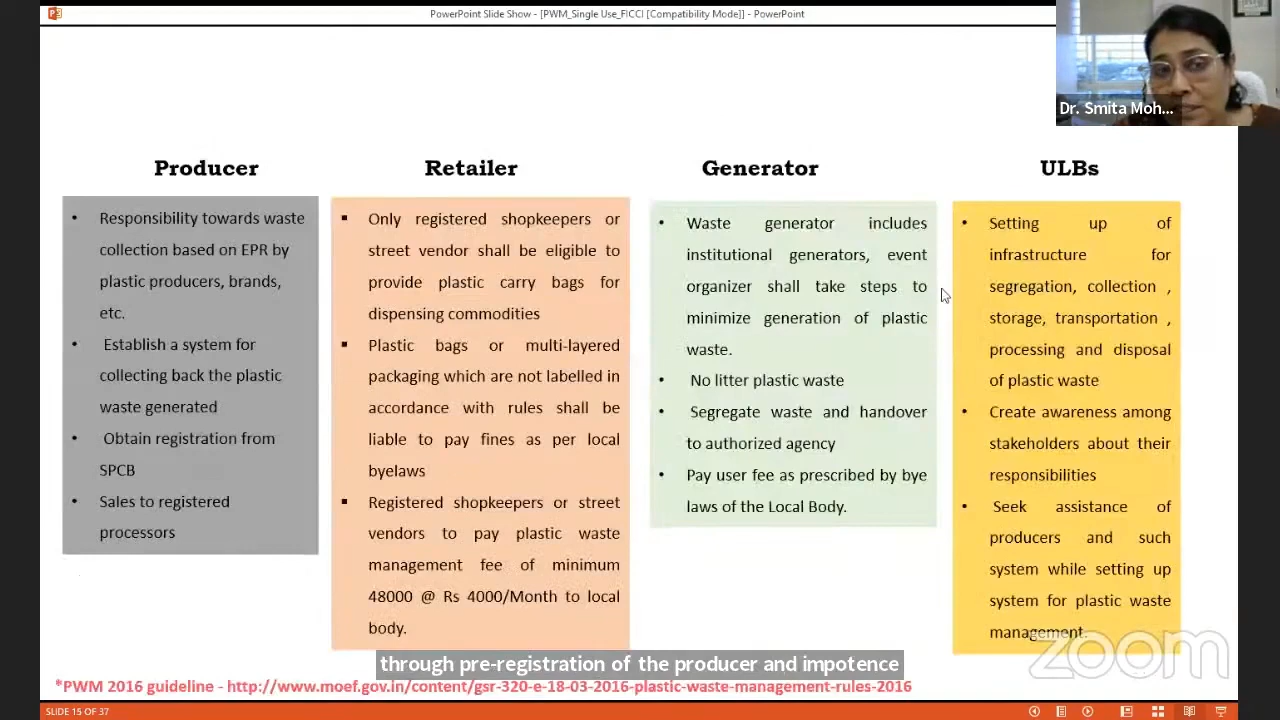 PowerPoint Slide Show - [PWM_Single Use_FICCI [Compatibility Mode]] - PowerPoint
Dr. Smita Moh...
Producer
Responsibility towards waste
collection based on EPR by
plastic producers, brands,
etc.
Establish a system for
collecting back the plastic
waste generated
Obtain registration from
SPCB
Sales to registered
processors
Retailer
Only registered shopkeepers or
street vendor shall be eligible to
provide plastic carry bags for
dispensing commodities
Plastic bags or multi-layered
packaging which are not labelled in
accordance with rules shall be
liable to pay fines as per local
byelaws
Registered shopkeepers or street
vendors to pay plastic waste
management fee of minimum
48000 @ Rs 4000/Month to local
body.
Generator
Waste generator includes
institutional generators, event
organizer shall take steps to
minimize generation of plastic
waste.
No litter plastic waste
Segregate waste and handover
to authorized agency
Pay user fee as prescribed by bye
laws of the Local Body.
ULBs
Setting up of
infrastructure for
segregation, collection ,
storage, transportation ,
processing and disposal
of plastic waste
Create awareness among
stakeholders about their
responsibilities
Seek assistance of
producers and such
system while setting up
system for plastic waste
management.
zoom
through pre-registration of the producer and impotence
*PWM 2016 guideline - http://www.moef.gov.in/content/gsr-320-e-18-03-2016-plastic-waste-management-rules-2016
SLIDE 15 OF 37